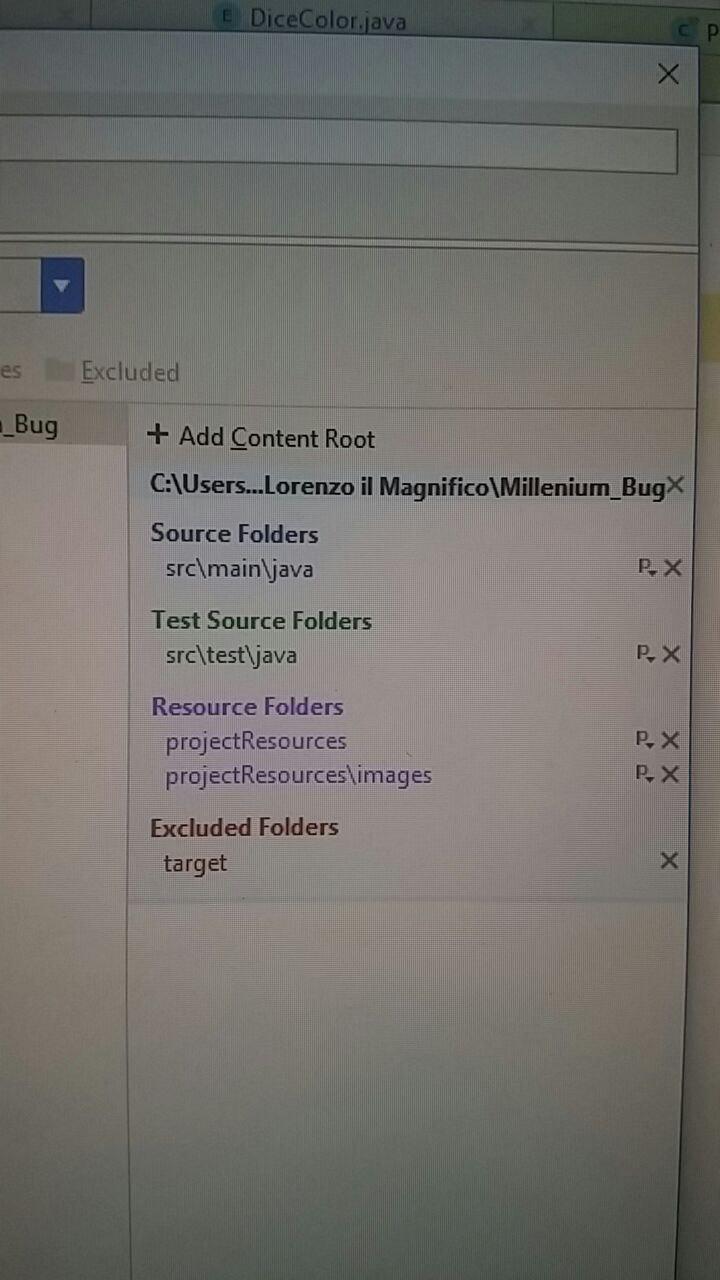 E DiceColor.java
C P
es Excluded
_Bug
+ Add Content Root
C:\Users...Lorenzo il Magnifico\Millenium_Bug
Source Folders
src\main\java
Test Source Folders
src\test\java
Resource Folders
projectResources
projectResources\images
Excluded Folders
target